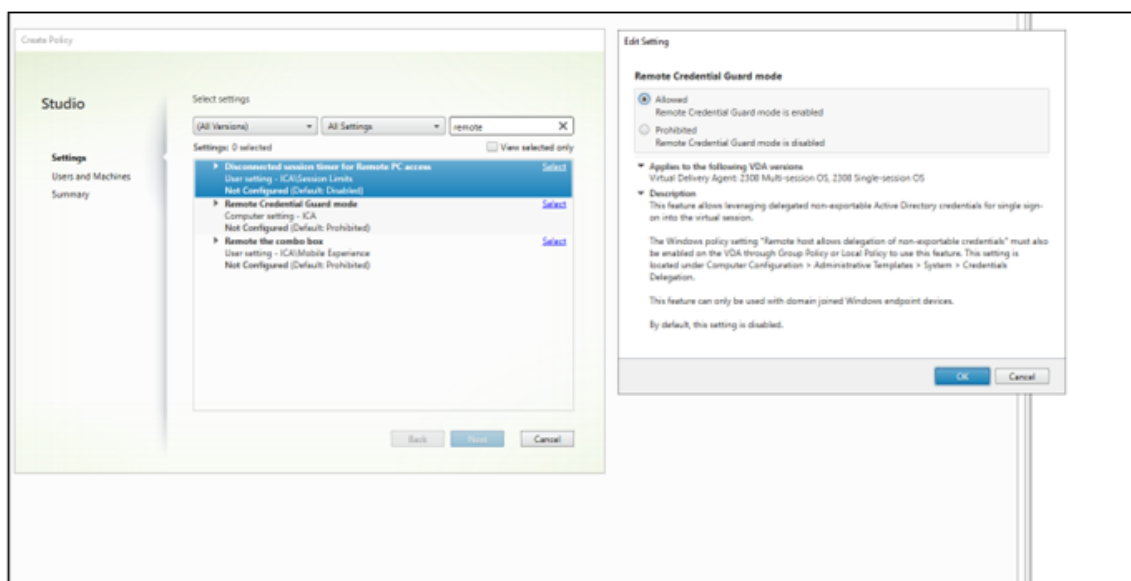 Create Policy
Studio
Settings
Users and Machines
Summary
Select settings
(All Versions)
All Settings
remote
Settings: 0 selected
View selected only
Disconnected session timer for Remote PC access
Select
User setting - ICA\Session Limits
Not Configured (Default: Disabled)
Remote Credential Guard mode
Select
Computer setting - ICA
Not Configured (Default: Prohibited)
Remote the combo box
Select
User setting - ICA\Mobile Experience
Not Configured (Default: Prohibited)
Back
Next
Cancel
Edit Setting
Remote Credential Guard mode
Allowed
Remote Credential Guard mode is enabled
Prohibited
Remote Credential Guard mode is disabled
Applies to the following VDA versions
Virtual Delivery Agent: 2308 Multi-session OS, 2308 Single-session OS
Description
This feature allows leveraging delegated non-exportable Active Directory credentials for single sign-
on into the virtual session.
The Windows policy setting "Remote host allows delegation of non-exportable credentials" must also
be enabled on the VDA through Group Policy or Local Policy to use this feature. This setting is
located under Computer Configuration > Administrative Templates > System > Credentials
Delegation.
This feature can only be used with domain joined Windows endpoint devices.
By default, this setting is disabled.
OK
Cancel